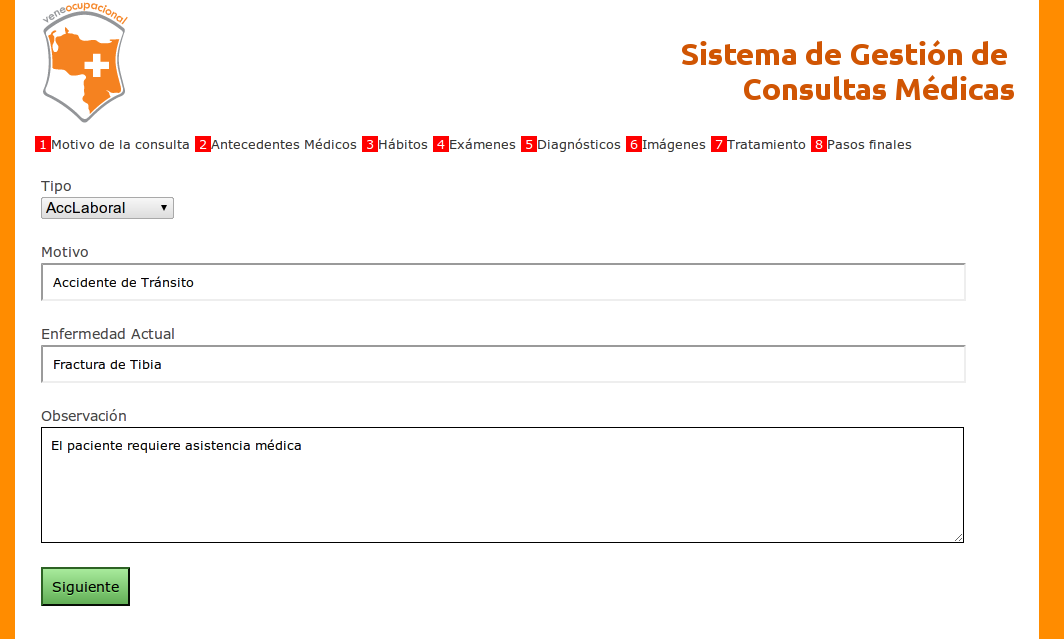 veneocupacional
Sistema de Gestión de
Consultas Médicas
1 Motivo de la consulta 2 Antecedentes Médicos 3 Hábitos 4 Exámenes 5 Diagnósticos 6 Imágenes 7 Tratamiento 8 Pasos finales
Tipo
AccLaboral
Motivo
Accidente de Tránsito
Enfermedad Actual
Fractura de Tibia
Observación
El paciente requiere asistencia médica
Siguiente